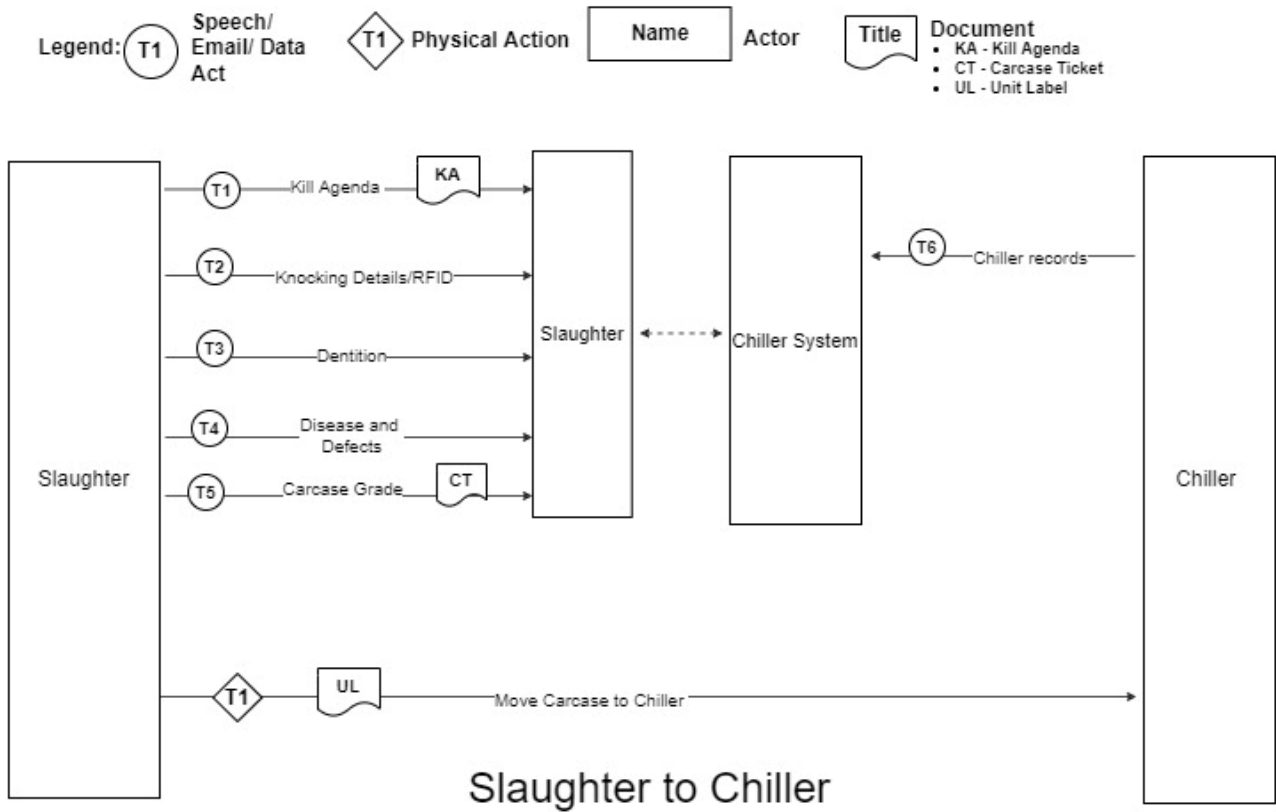 Legend:
T1
Speech/
Email/ Data
Act
T1
Physical Action
Name
Actor
Title
Document
• KA - Kill Agenda
• CT - Carcase Ticket
• UL - Unit Label
Slaughter
T1
Kill Agenda
KA
T2
Knocking Details/RFID
T3
Dentition
T4
Disease and
Defects
T5
Carcase Grade
CT
Slaughter
Chiller System
T6
Chiller records
Chiller
T1
UL
Move Carcase to Chiller
Slaughter to Chiller